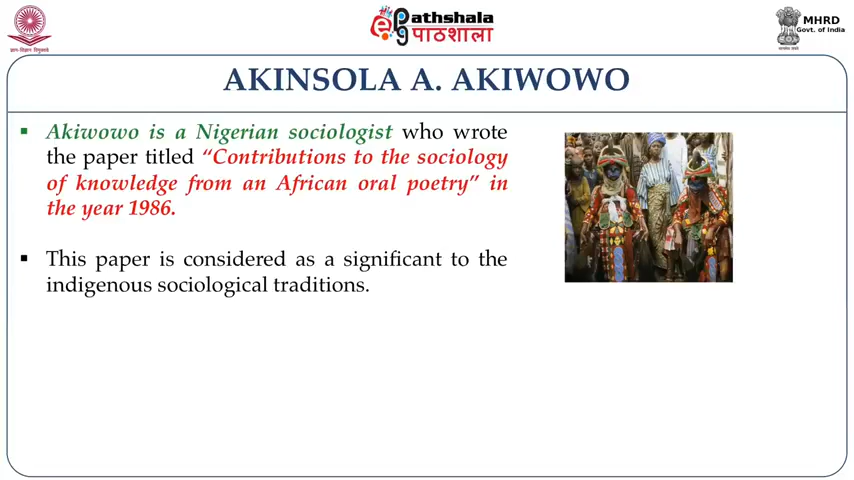 ePathshala
पाठशाला
MHRD
Govt. of India
AKINSOLA A. AKIWOWO
▪ Akiwowo is a Nigerian sociologist who wrote
the paper titled “Contributions to the sociology
of knowledge from an African oral poetry” in
the year 1986.
▪ This paper is considered as a significant to the
indigenous sociological traditions.